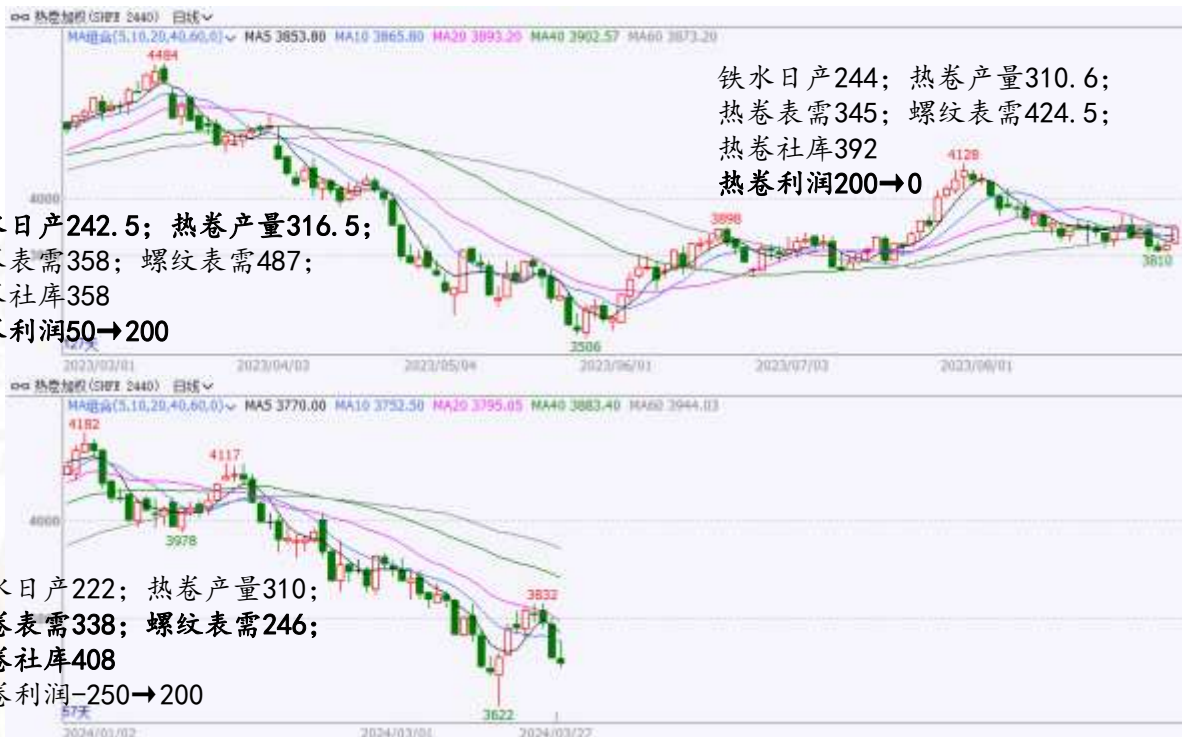 热卷加权(SHFE 2440) 日线
MA组合(5,10,20,40,60,0) MA5 3853.80 MA10 3865.80 MA20 3893.20 MA40 3902.57 MA60 3873.20
4484
铁水日产244；热卷产量310.6；
热卷表需345；螺纹表需424.5；
热卷社库392
热卷利润200→0
4128
4000
日产242.5；热卷产量316.5；
表需358；螺纹表需487；
社库358
利润50→200
3898
3810
3506
2023/03/01 2023/04/03 2023/05/04 2023/06/01 2023/07/03 2023/08/01
热卷加权(SHFE 2440) 日线
MA组合(5,10,20,40,60,0) MA5 3770.00 MA10 3752.50 MA20 3795.05 MA40 3883.40 MA60 3944.03
4182
4117
4000
3978
水日产222；热卷产量310；
卷表需338；螺纹表需246；
卷社库408
卷利润-250→200
3832
3622
57天
2024/01/02 2024/03/01 2024/03/27